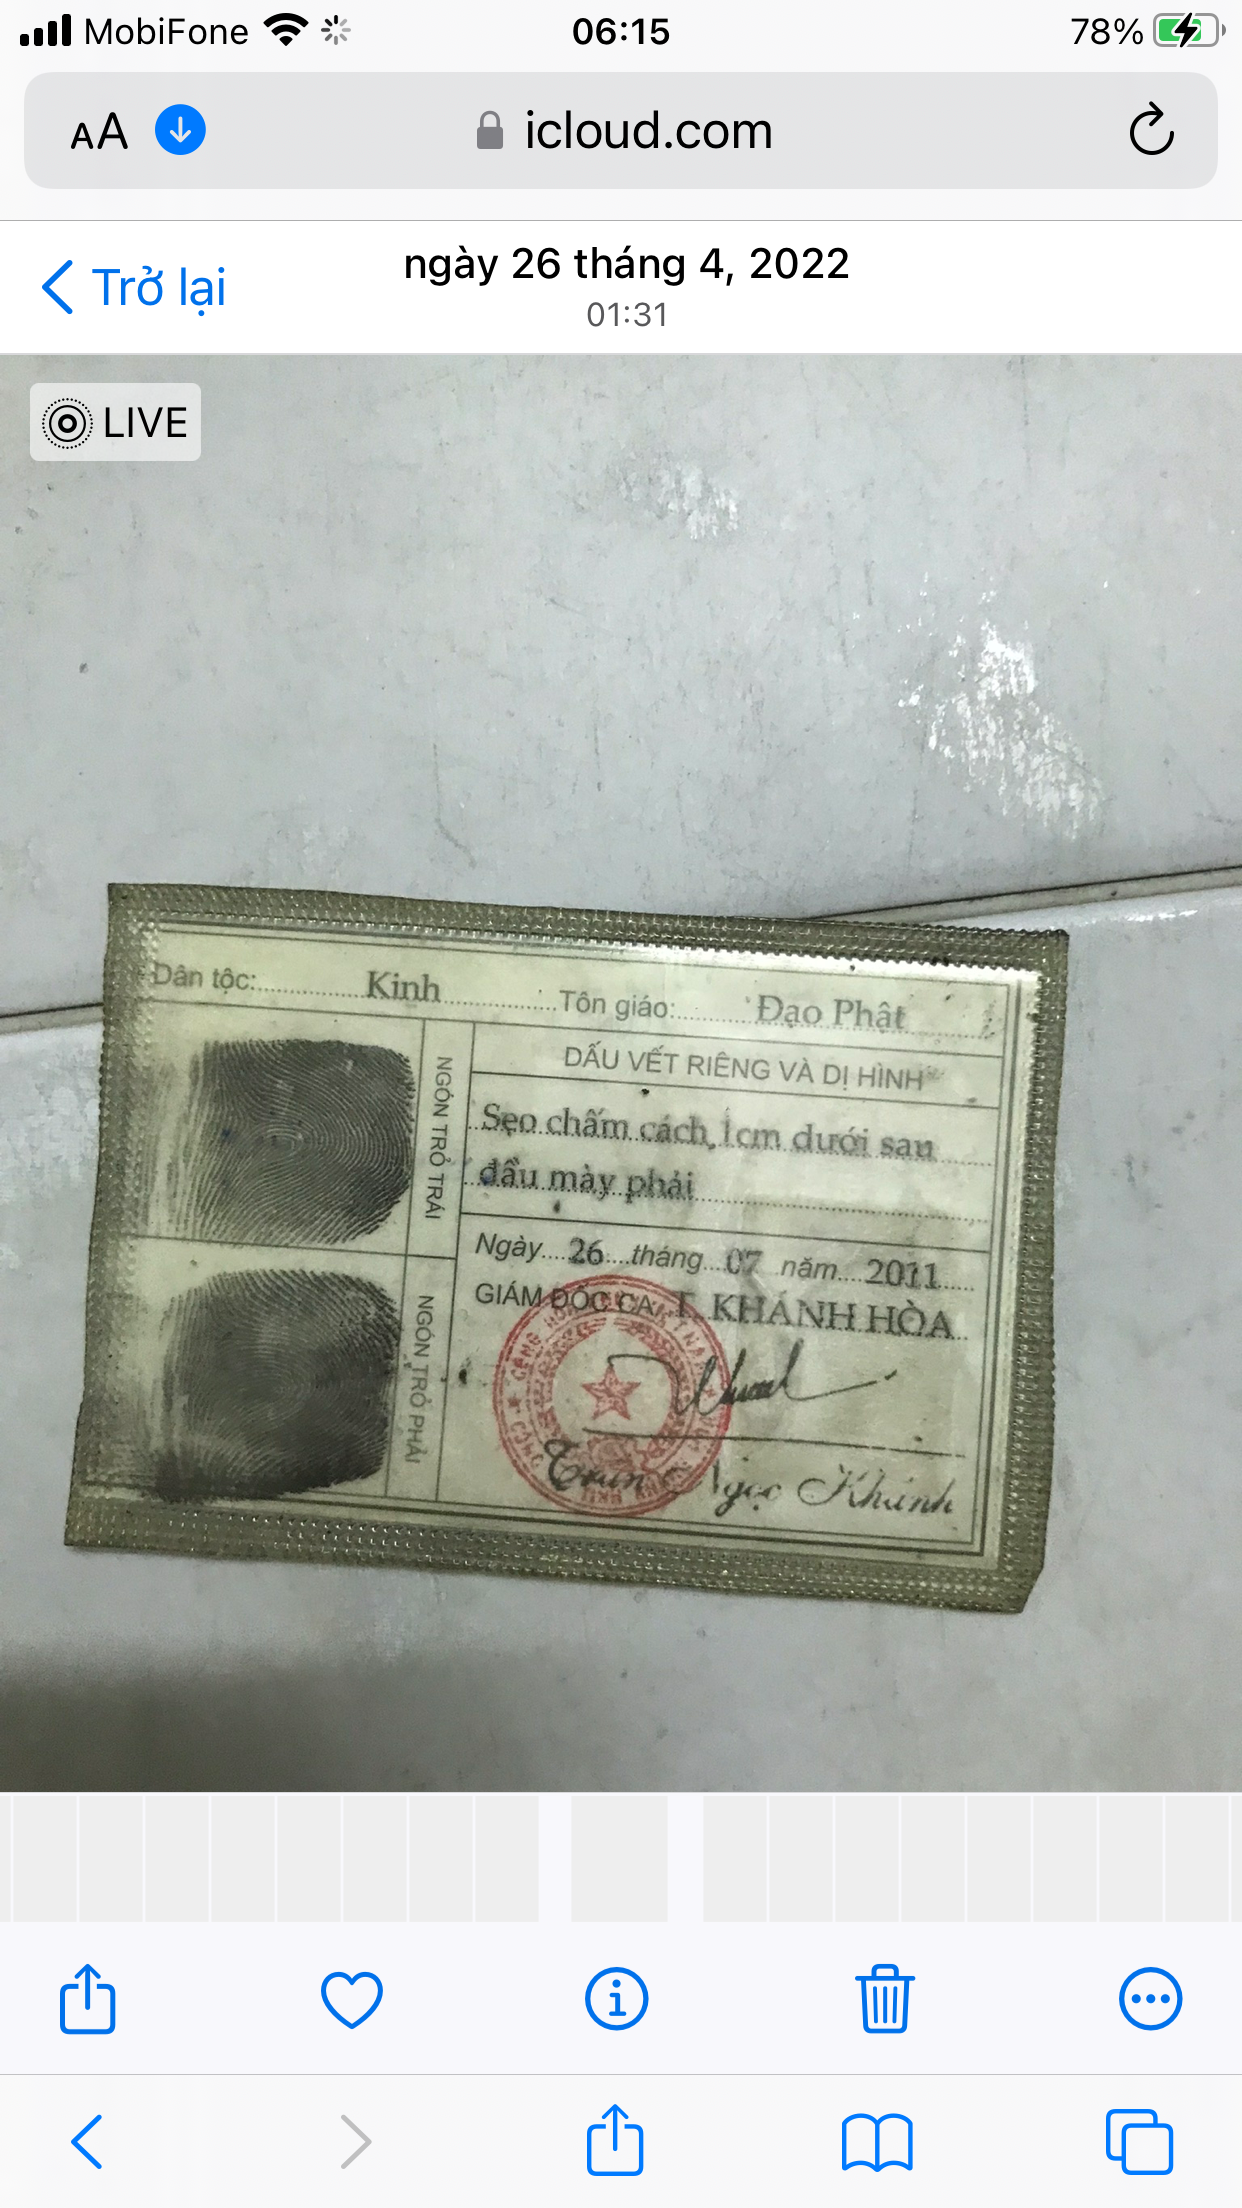 MobiFone 06:15 78%
AA icloud.com
Trở lại
ngày 26 tháng 4, 2022
01:31
LIVE
Dân tộc: Kinh Tôn giáo: Đạo Phật
DẤU VẾT RIÊNG VÀ DỊ HÌNH
NGÓN TRỎ TRÁI
Sẹo chấm cách 1cm dưới sau
đầu mày phải
Ngày 26 tháng 07 năm 2011
GIÁM ĐỐC CA T. KHÁNH HÒA
NGÓN TRỎ PHẢI
Ngọc Khánh